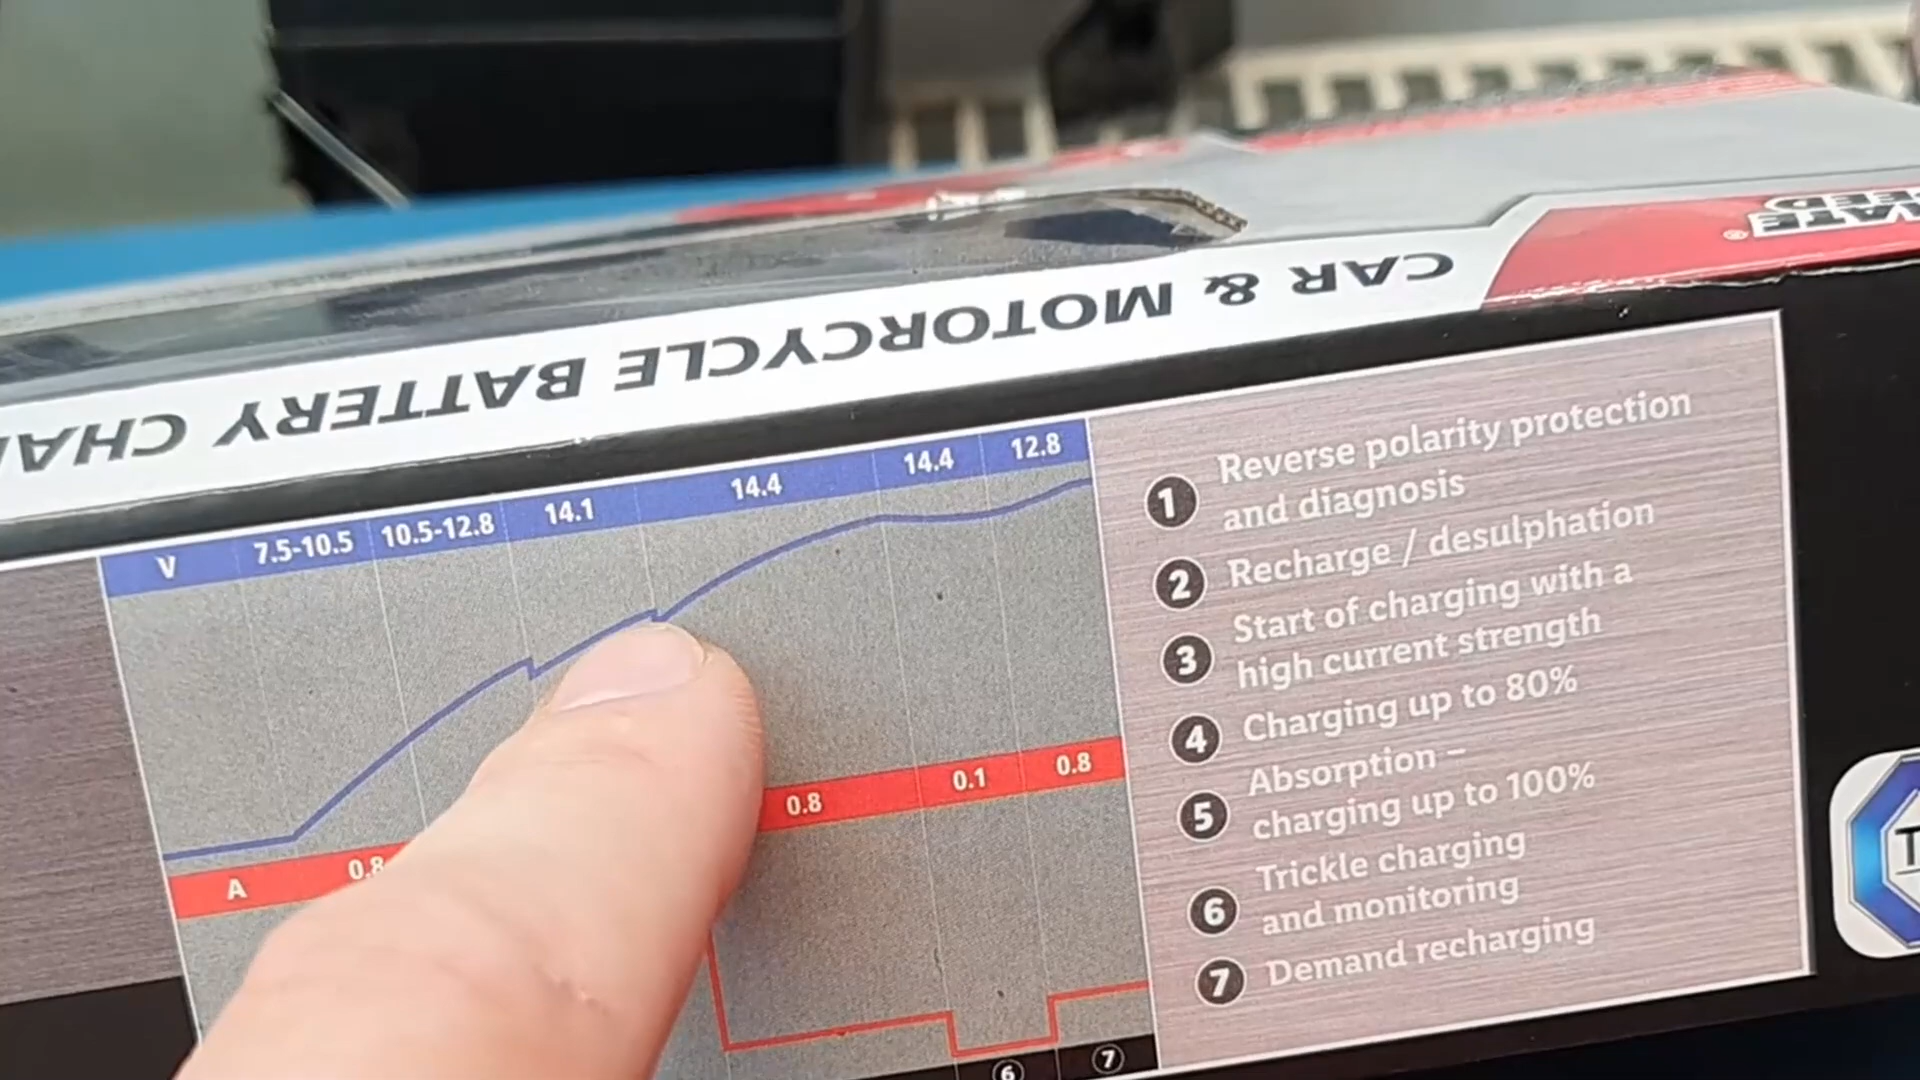 CAR & MOTORCYCLE BATTERY
V 7.5-10.5 10.5-12.8 14.1 14.4 14.4 12.8
A 0.8 0.8 0.1 0.8
6 7
1 Reverse polarity protection
and diagnosis
2 Recharge / desulphation
3 Start of charging with a
high current strength
4 Charging up to 80%
5 Absorption –
charging up to 100%
6 Trickle charging
and monitoring
7 Demand recharging